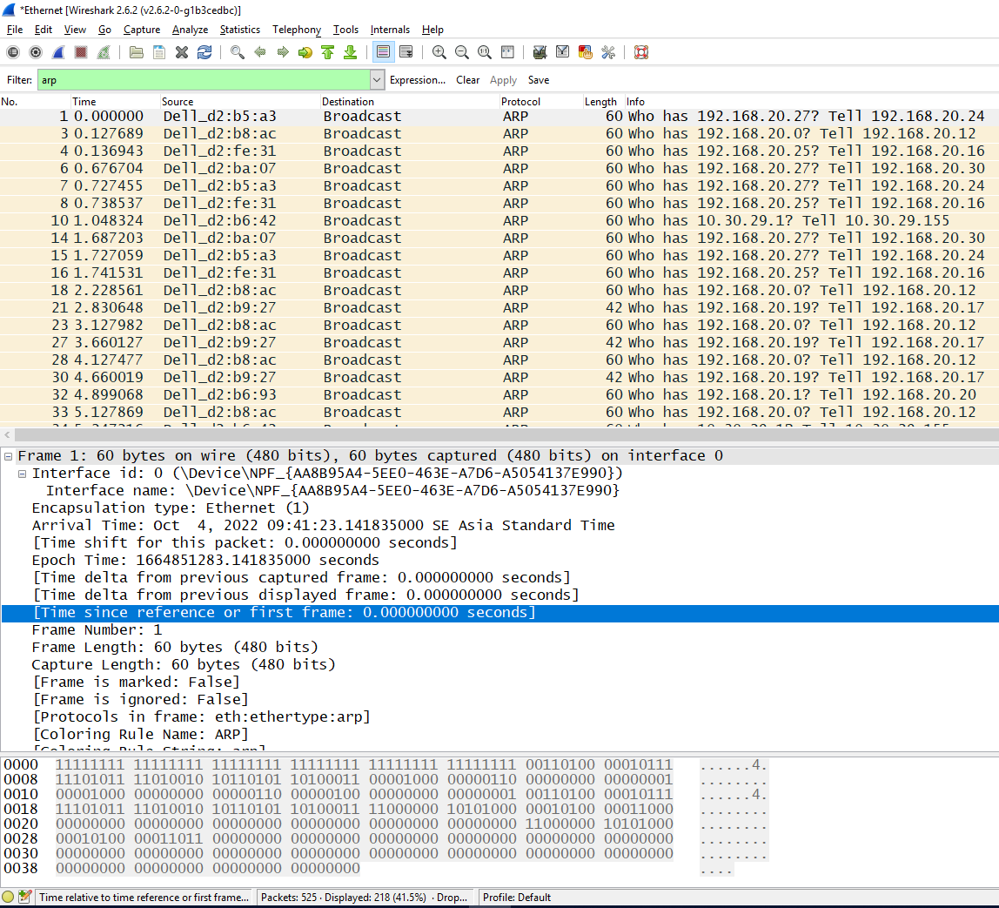 *Ethernet [Wireshark 2.6.2 (v2.6.2-0-g1b3cedbc)]
File Edit View Go Capture Analyze Statistics Telephony Tools Internals Help
Filter: arp Expression... Clear Apply Save
No. Time Source Destination Protocol Length Info
1 0.000000 Dell_d2:b5:a3 Broadcast ARP 60 Who has 192.168.20.27? Tell 192.168.20.24
3 0.127689 Dell_d2:b8:ac Broadcast ARP 60 Who has 192.168.20.0? Tell 192.168.20.12
4 0.136943 Dell_d2:fe:31 Broadcast ARP 60 Who has 192.168.20.25? Tell 192.168.20.16
6 0.676704 Dell_d2:ba:07 Broadcast ARP 60 Who has 192.168.20.27? Tell 192.168.20.30
7 0.727455 Dell_d2:b5:a3 Broadcast ARP 60 Who has 192.168.20.27? Tell 192.168.20.24
8 0.738537 Dell_d2:fe:31 Broadcast ARP 60 Who has 192.168.20.25? Tell 192.168.20.16
10 1.048324 Dell_d2:b6:42 Broadcast ARP 60 Who has 10.30.29.1? Tell 10.30.29.155
14 1.687203 Dell_d2:ba:07 Broadcast ARP 60 Who has 192.168.20.27? Tell 192.168.20.30
15 1.727059 Dell_d2:b5:a3 Broadcast ARP 60 Who has 192.168.20.27? Tell 192.168.20.24
16 1.741531 Dell_d2:fe:31 Broadcast ARP 60 Who has 192.168.20.25? Tell 192.168.20.16
18 2.228561 Dell_d2:b8:ac Broadcast ARP 60 Who has 192.168.20.0? Tell 192.168.20.12
21 2.830648 Dell_d2:b9:27 Broadcast ARP 42 Who has 192.168.20.19? Tell 192.168.20.17
23 3.127982 Dell_d2:b8:ac Broadcast ARP 60 Who has 192.168.20.0? Tell 192.168.20.12
27 3.660127 Dell_d2:b9:27 Broadcast ARP 42 Who has 192.168.20.19? Tell 192.168.20.17
28 4.127477 Dell_d2:b8:ac Broadcast ARP 60 Who has 192.168.20.0? Tell 192.168.20.12
30 4.660019 Dell_d2:b9:27 Broadcast ARP 42 Who has 192.168.20.19? Tell 192.168.20.17
32 4.899068 Dell_d2:b6:93 Broadcast ARP 60 Who has 192.168.20.1? Tell 192.168.20.20
33 5.127869 Dell_d2:b8:ac Broadcast ARP 60 Who has 192.168.20.0? Tell 192.168.20.12
Frame 1: 60 bytes on wire (480 bits), 60 bytes captured (480 bits) on interface 0
Interface id: 0 (\Device\NPF_{AA8B95A4-5EE0-463E-A7D6-A5054137E990})
Interface name: \Device\NPF_{AA8B95A4-5EE0-463E-A7D6-A5054137E990}
Encapsulation type: Ethernet (1)
Arrival Time: Oct  4, 2022 09:41:23.141835000 SE Asia Standard Time
[Time shift for this packet: 0.000000000 seconds]
Epoch Time: 1664851283.141835000 seconds
[Time delta from previous captured frame: 0.000000000 seconds]
[Time delta from previous displayed frame: 0.000000000 seconds]
[Time since reference or first frame: 0.000000000 seconds]
Frame Number: 1
Frame Length: 60 bytes (480 bits)
Capture Length: 60 bytes (480 bits)
[Frame is marked: False]
[Frame is ignored: False]
[Protocols in frame: eth:ethertype:arp]
[Coloring Rule Name: ARP]
[Coloring Rule String: arp]
0000 11111111 11111111 11111111 11111111 11111111 11111111 00110100 00010111 ......4.
0008 11101011 11010010 10110101 10100011 00001000 00000110 00000000 00000001 ........
0010 00001000 00000000 00000110 00000100 00000000 00000001 00110100 00010111 ......4.
0018 11101011 11010010 10110101 10100011 11000000 10101000 00010100 00011000 ........
0020 00000000 00000000 00000000 00000000 00000000 00000000 11000000 10101000 ........
0028 00010100 00011011 00000000 00000000 00000000 00000000 00000000 00000000 ........
0030 00000000 00000000 00000000 00000000 00000000 00000000 00000000 00000000 ........
0038 00000000 00000000 00000000 00000000 ....
Time relative to time reference or first frame... Packets: 525 · Displayed: 218 (41.5%) · Drop... Profile: Default